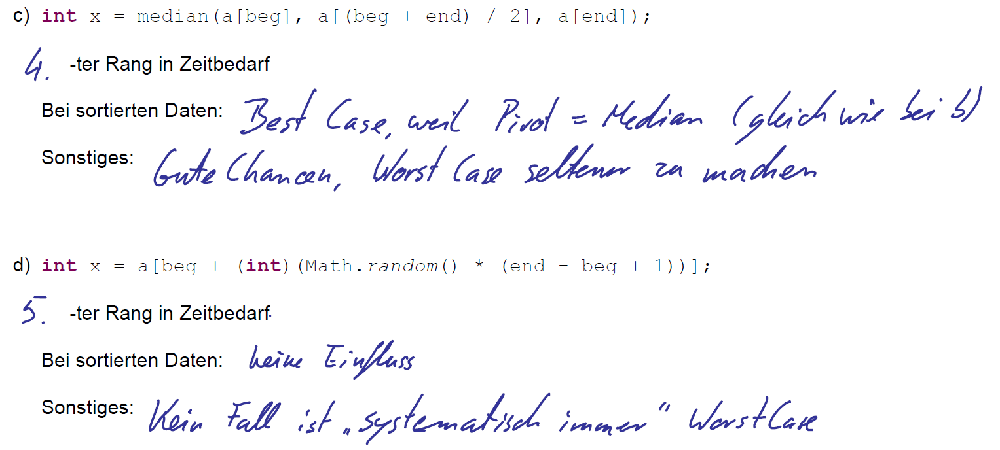 c) int x = median(a[beg], a[(beg + end) / 2], a[end]);
4. -ter Rang in Zeitbedarf
Bei sortierten Daten: Best Case, weil Pivot = Median (gleich wie bei b)
Sonstiges: Gute Chancen, Worst Case seltener zu machen
d) int x = a[beg + (int)(Math.random() * (end - beg + 1))];
5. -ter Rang in Zeitbedarf
Bei sortierten Daten: keine Einfluss
Sonstiges: Kein Fall ist „systematisch immer“ Worst Case